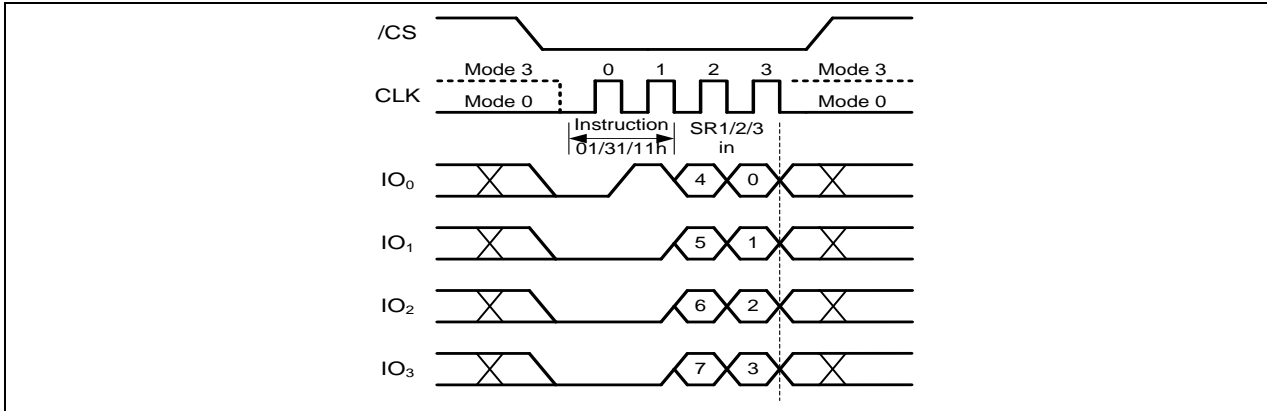 /CS
Mode 3 0 1 2 3 Mode 3
CLK Mode 0 Mode 0
Instruction SR1/2/3
01/31/11h in
IO₀ 4 0
IO₁ 5 1
IO₂ 6 2
IO₃ 7 3